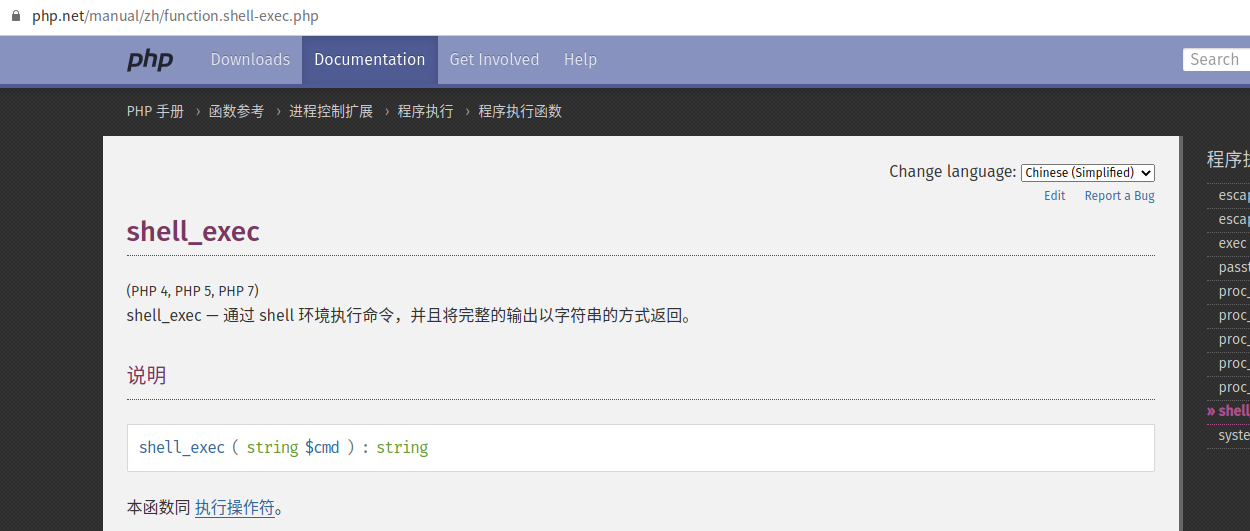 php.net/manual/zh/function.shell-exec.php
php Downloads Documentation Get Involved Help Search
PHP 手册 › 函数参考 › 进程控制扩展 › 程序执行 › 程序执行函数
Change language: Chinese (Simplified)
Edit Report a Bug
shell_exec
(PHP 4, PHP 5, PHP 7)
shell_exec — 通过 shell 环境执行命令，并且将完整的输出以字符串的方式返回。
说明
shell_exec ( string $cmd ) : string
本函数同 执行操作符。
程序执
escap
escap
exec
passt
proc_
proc_
proc_
proc_
proc_
» shell
syste